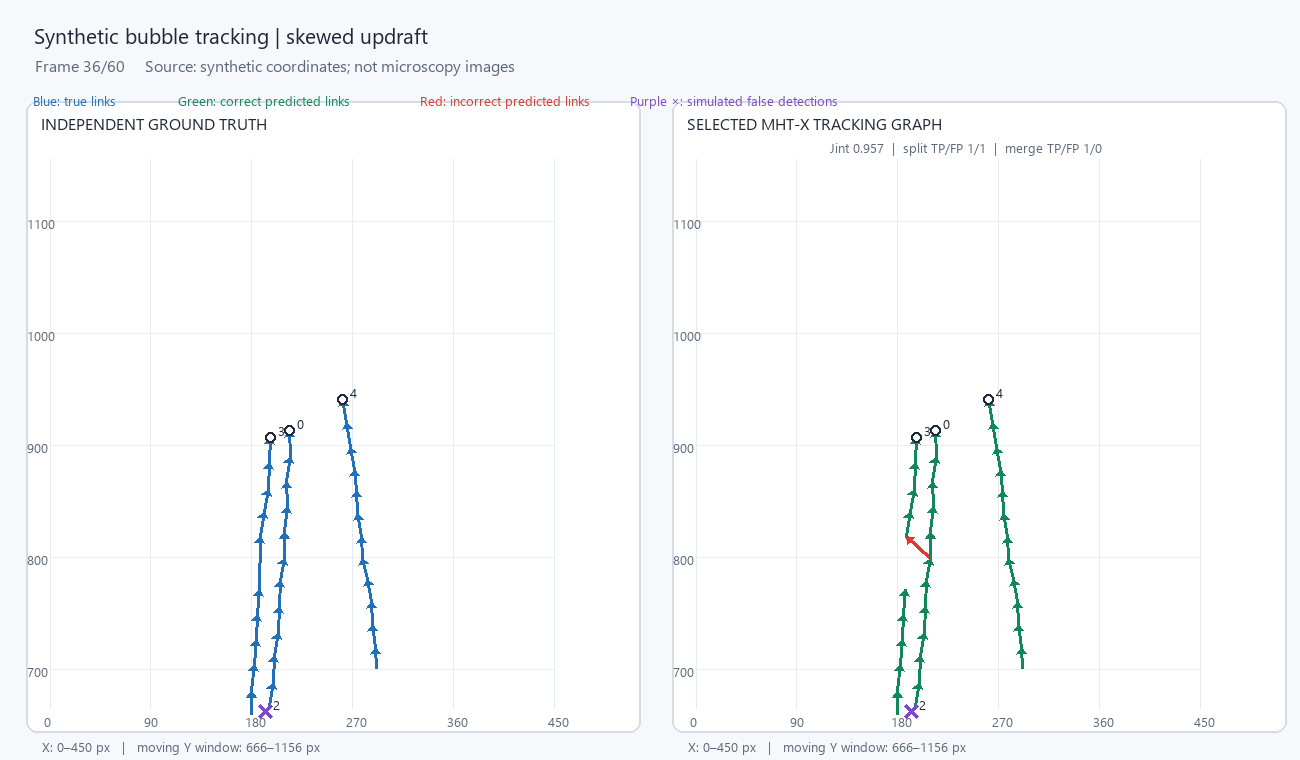 Synthetic bubble tracking | skewed updraft
Frame 36/60 Source: synthetic coordinates; not microscopy images
Blue: true links Green: correct predicted links Red: incorrect predicted links Purple ×: simulated false detections
INDEPENDENT GROUND TRUTH
1100
1000
900
800
700
4
0
3
2
0 90 180 270 360 450
X: 0–450 px | moving Y window: 666–1156 px
SELECTED MHT-X TRACKING GRAPH
Jint 0.957 | split TP/FP 1/1 | merge TP/FP 1/0
1100
1000
900
800
700
4
0
3
2
0 90 180 270 360 450
X: 0–450 px | moving Y window: 666–1156 px